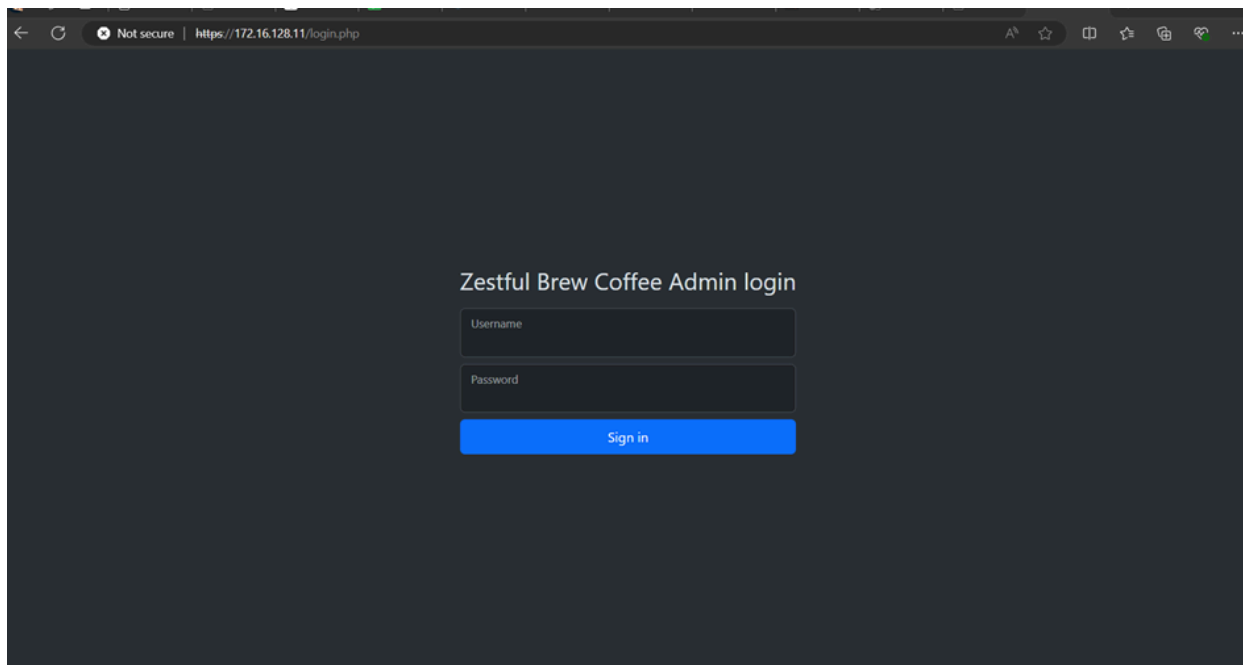 Not secure | https://172.16.128.11/login.php
Zestful Brew Coffee Admin login
Username
Password
Sign in